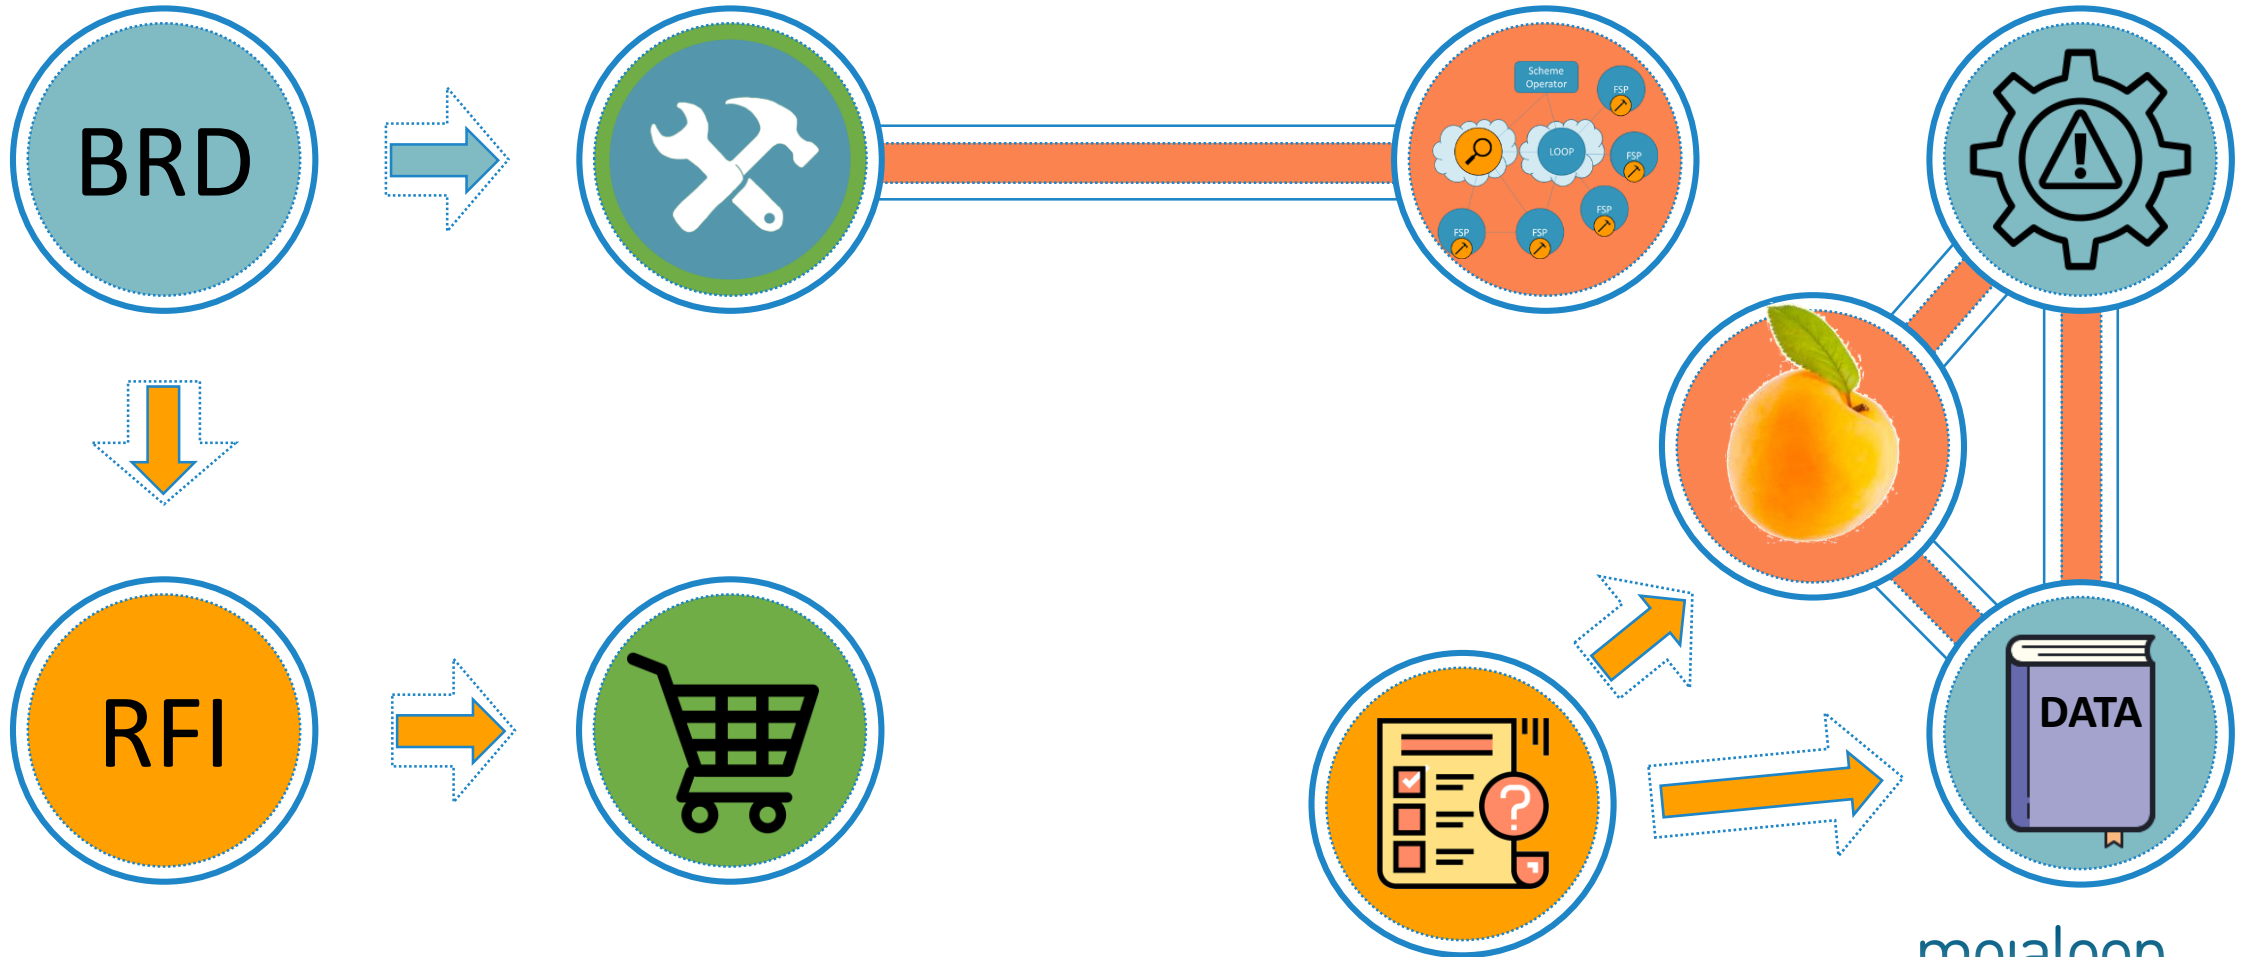 BRD
Scheme
Operator
FSP
LOOP
FSP
FSP
FSP
FSP
RFI
DATA
mojaloop